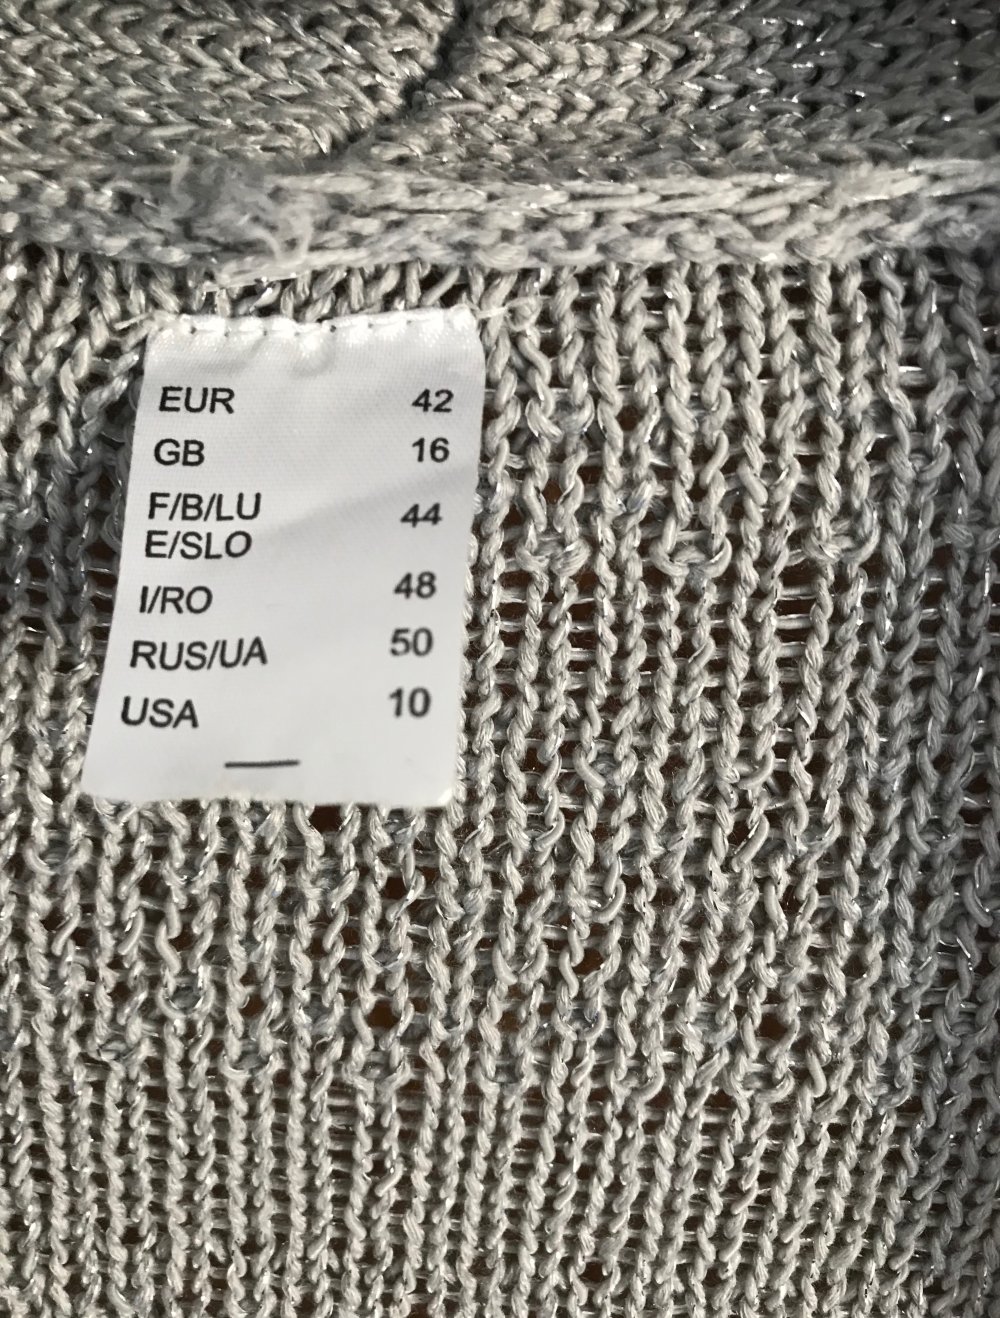 EUR 42
GB 16
F/B/LU 44
E/SLO
I/RO 48
RUS/UA 50
USA 10